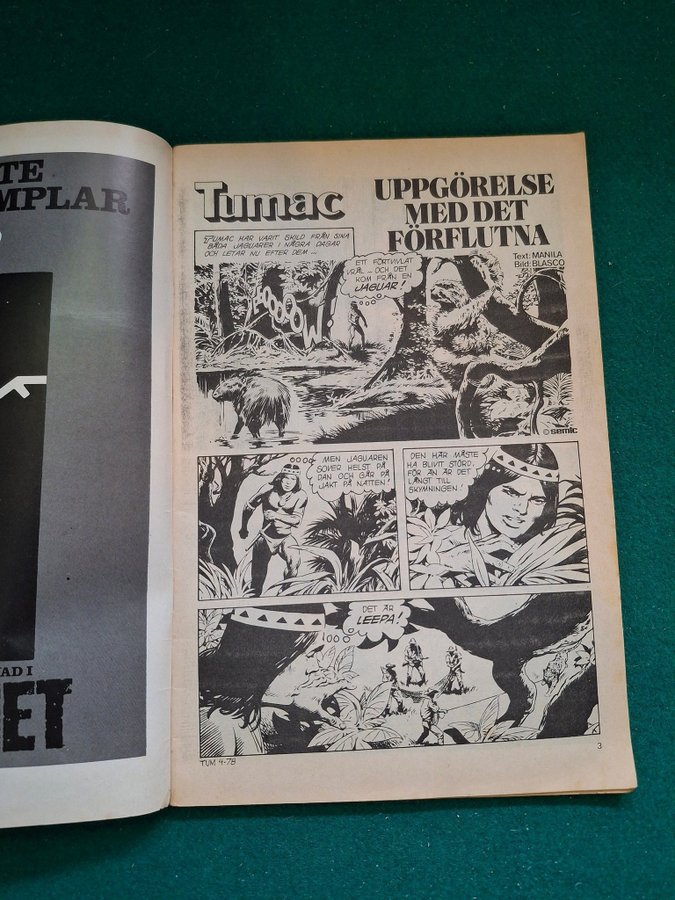 TE
MPLAR
AD I
ET
Tumac
UPPGÖRELSE
MED DET
FÖRFLUTNA
Text: MANILA
Bild: BLASCO
TUMAC HAR VARIT SKILD FRÅN SINA
BÅDA JAGUARER I NÅGRA DAGAR
OCH LETAR NU EFTER DEM ...
ETT FÖRTVIVLAT
VRÅL – OCH DET
KOM FRÅN EN
JAGUAR!
© semic
MEN JAGUAREN
SOVER HELST PÅ
DAN OCH GÅR PÅ
JAKT PÅ NATTEN!
DEN HÄR MÅSTE
HA BLIVIT STÖRD.
FÖR ÄN ÄR DET
LÅNGT TILL
SKYMNINGEN!
DET ÄR
LEEPA!
TUM 4-78
3